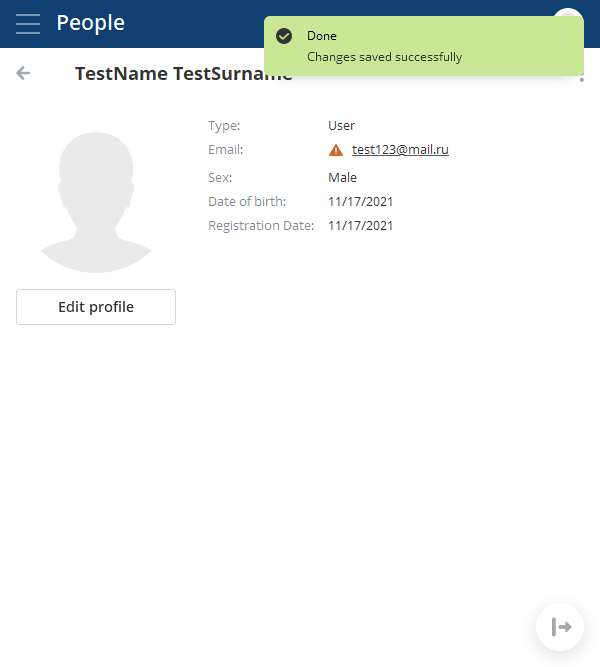 People
Done
Changes saved successfully
TestName TestSurname
Type: User
Email: test123@mail.ru
Sex: Male
Date of birth: 11/17/2021
Registration Date: 11/17/2021
Edit profile